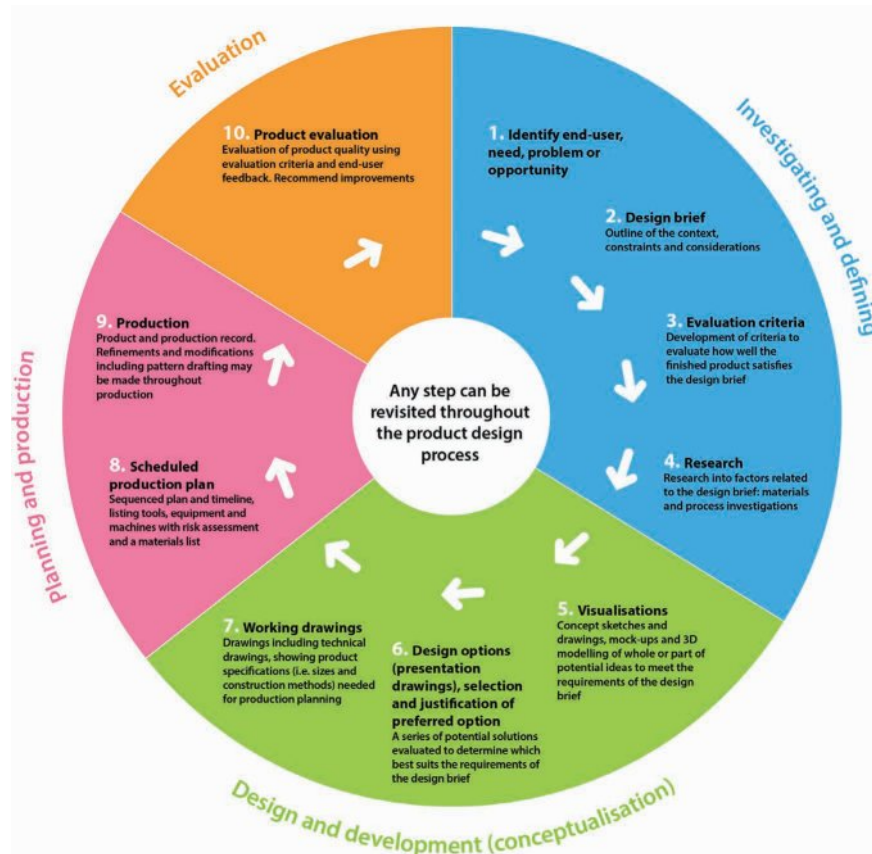 Evaluation
Investigating and defining
10. Product evaluation
Evaluation of product quality using
evaluation criteria and end-user
feedback. Recommend improvements
1. Identify end-user,
need, problem or
opportunity
2. Design brief
Outline of the context,
constraints and considerations
3. Evaluation criteria
Development of criteria to
evaluate how well the
finished product satisfies
the design brief
4. Research
Research into factors related
to the design brief: materials
and process investigations
5. Visualisations
Concept sketches and
drawings, mock-ups and 3D
modelling of whole or part of
potential ideas to meet the
requirements of the design
brief
6. Design options
(presentation
drawings), selection
and justification of
preferred option
A series of potential solutions
evaluated to determine which
best suits the requirements of
the design brief
7. Working drawings
Drawings including technical
drawings, showing product
specifications (i.e. sizes and
construction methods) needed
for production planning
8. Scheduled
production plan
Sequenced plan and timeline,
listing tools, equipment and
machines with risk assessment
and a materials list
9. Production
Product and production record.
Refinements and modifications
including pattern drafting may
be made throughout
production
Any step can be
revisited throughout
the product design
process
Planning and production
Design and development (conceptualisation)